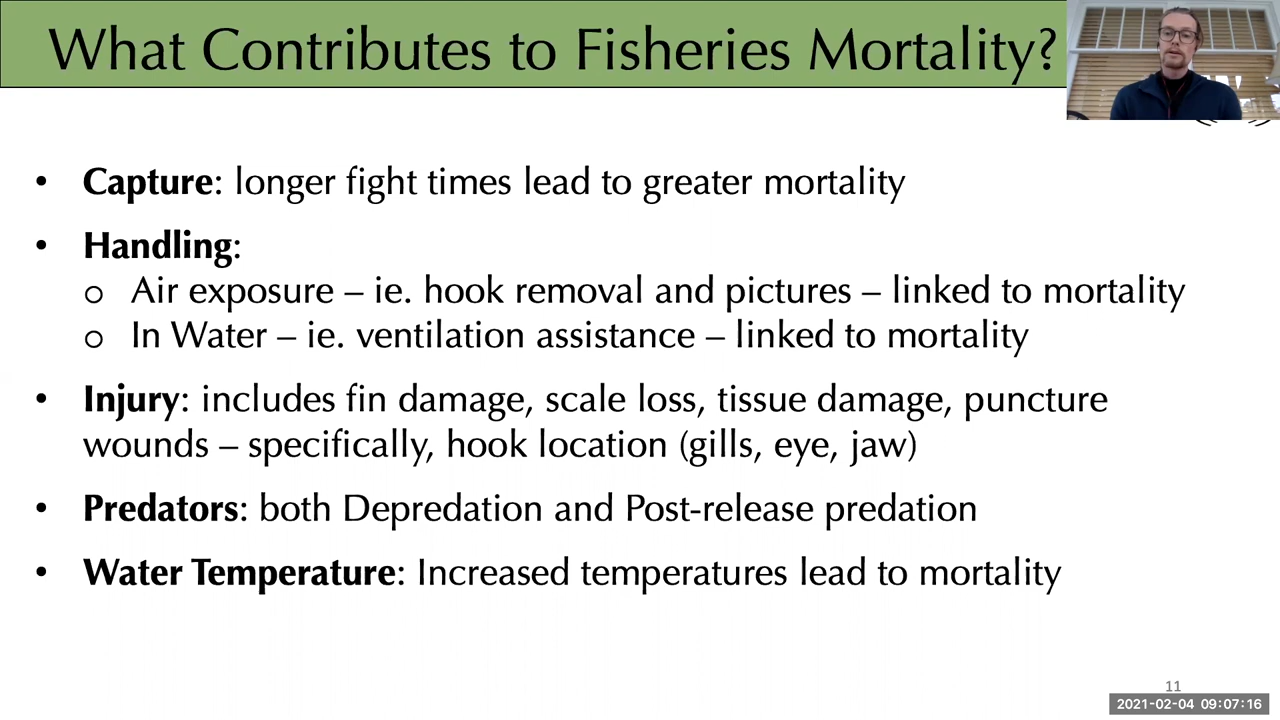 What Contributes to Fisheries Mortality?
• Capture: longer fight times lead to greater mortality
• Handling:
o Air exposure – ie. hook removal and pictures – linked to mortality
o In Water – ie. ventilation assistance – linked to mortality
• Injury: includes fin damage, scale loss, tissue damage, puncture
wounds – specifically, hook location (gills, eye, jaw)
• Predators: both Depredation and Post-release predation
• Water Temperature: Increased temperatures lead to mortality
11
2021-02-04 09:07:16